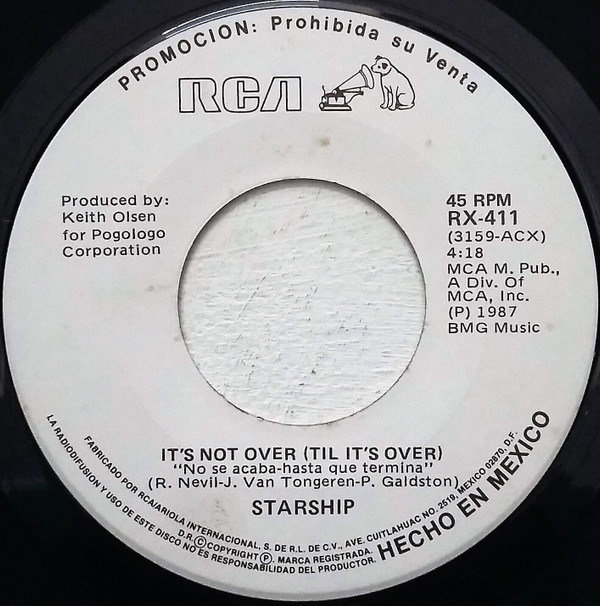 PROMOCION: Prohibida su Venta
RCA
Produced by:
Keith Olsen
for Pogologo
Corporation
45 RPM
RX-411
(3159-ACX)
4:18
MCA M. Pub.,
A Div. Of
MCA, Inc.
(P) 1987
BMG Music
IT'S NOT OVER (TIL IT'S OVER)
"No se acaba-hasta que termina"
(R. Nevil-J. Van Tongeren-P. Galdston)
STARSHIP
FABRICADO POR RCA/ARIOLA INTERNACIONAL, S. DE R.L. DE C.V., AVE. CUITLAHUAC NO. 2519, MEXICO 02870, D.F.
D.R. Ⓒ COPYRIGHT Ⓟ. MARCA REGISTRADA. HECHO EN MEXICO
LA RADIODIFUSION Y USO DE ESTE DISCO NO ES RESPONSABILIDAD DEL PRODUCTOR.